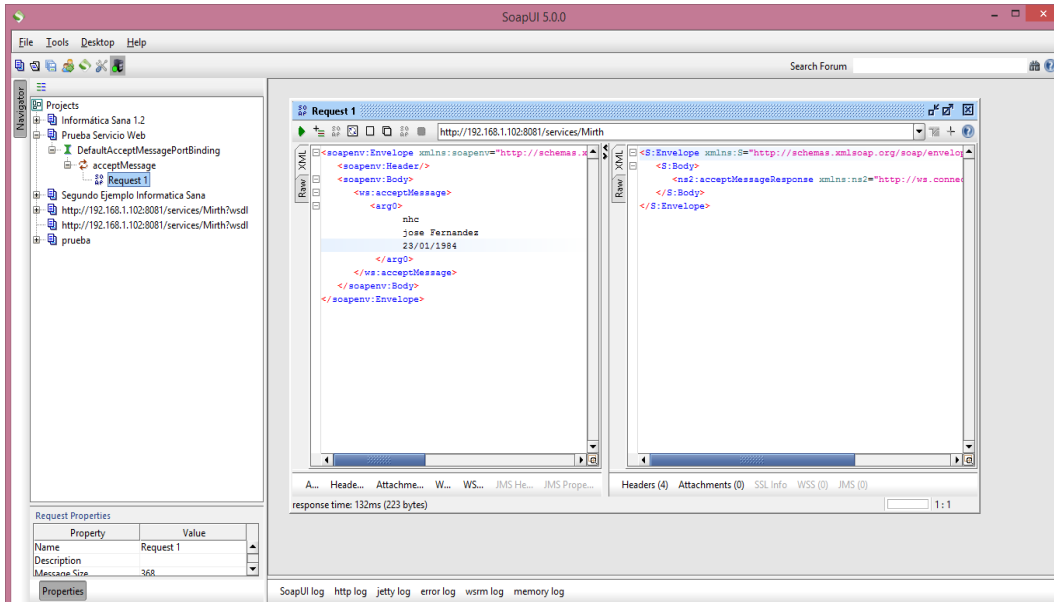 SoapUI 5.0.0
File Tools Desktop Help
Search Forum
Navigator
Projects
Informática Sana 1.2
Prueba Servicio Web
DefaultAcceptMessagePortBinding
acceptMessage
Request 1
Segundo Ejemplo Informatica Sana
http://192.168.1.102:8081/services/Mirth?wsdl
http://192.168.1.102:8081/services/Mirth?wsdl
prueba
Request Properties
Property Value
Name Request 1
Description
Message Size 368
Properties
Request 1
http://192.168.1.102:8081/services/Mirth
XML
Raw
<soapenv:Envelope xmlns:soapenv="http://schemas.x
<soapenv:Header/>
<soapenv:Body>
<ws:acceptMessage>
<arg0>
nhc
jose Fernandez
23/01/1984
</arg0>
</ws:acceptMessage>
</soapenv:Body>
</soapenv:Envelope>
A... Heade... Attachme... W... WS... JMS He... JMS Prope...
XML
Raw
<S:Envelope xmlns:S="http://schemas.xmlsoap.org/soap/envelop
<S:Body>
<ns2:acceptMessageResponse xmlns:ns2="http://ws.connec
</S:Body>
</S:Envelope>
Headers (4) Attachments (0) SSL Info WSS (0) JMS (0)
response time: 132ms (223 bytes)
1 : 1
SoapUI log http log jetty log error log wsrm log memory log